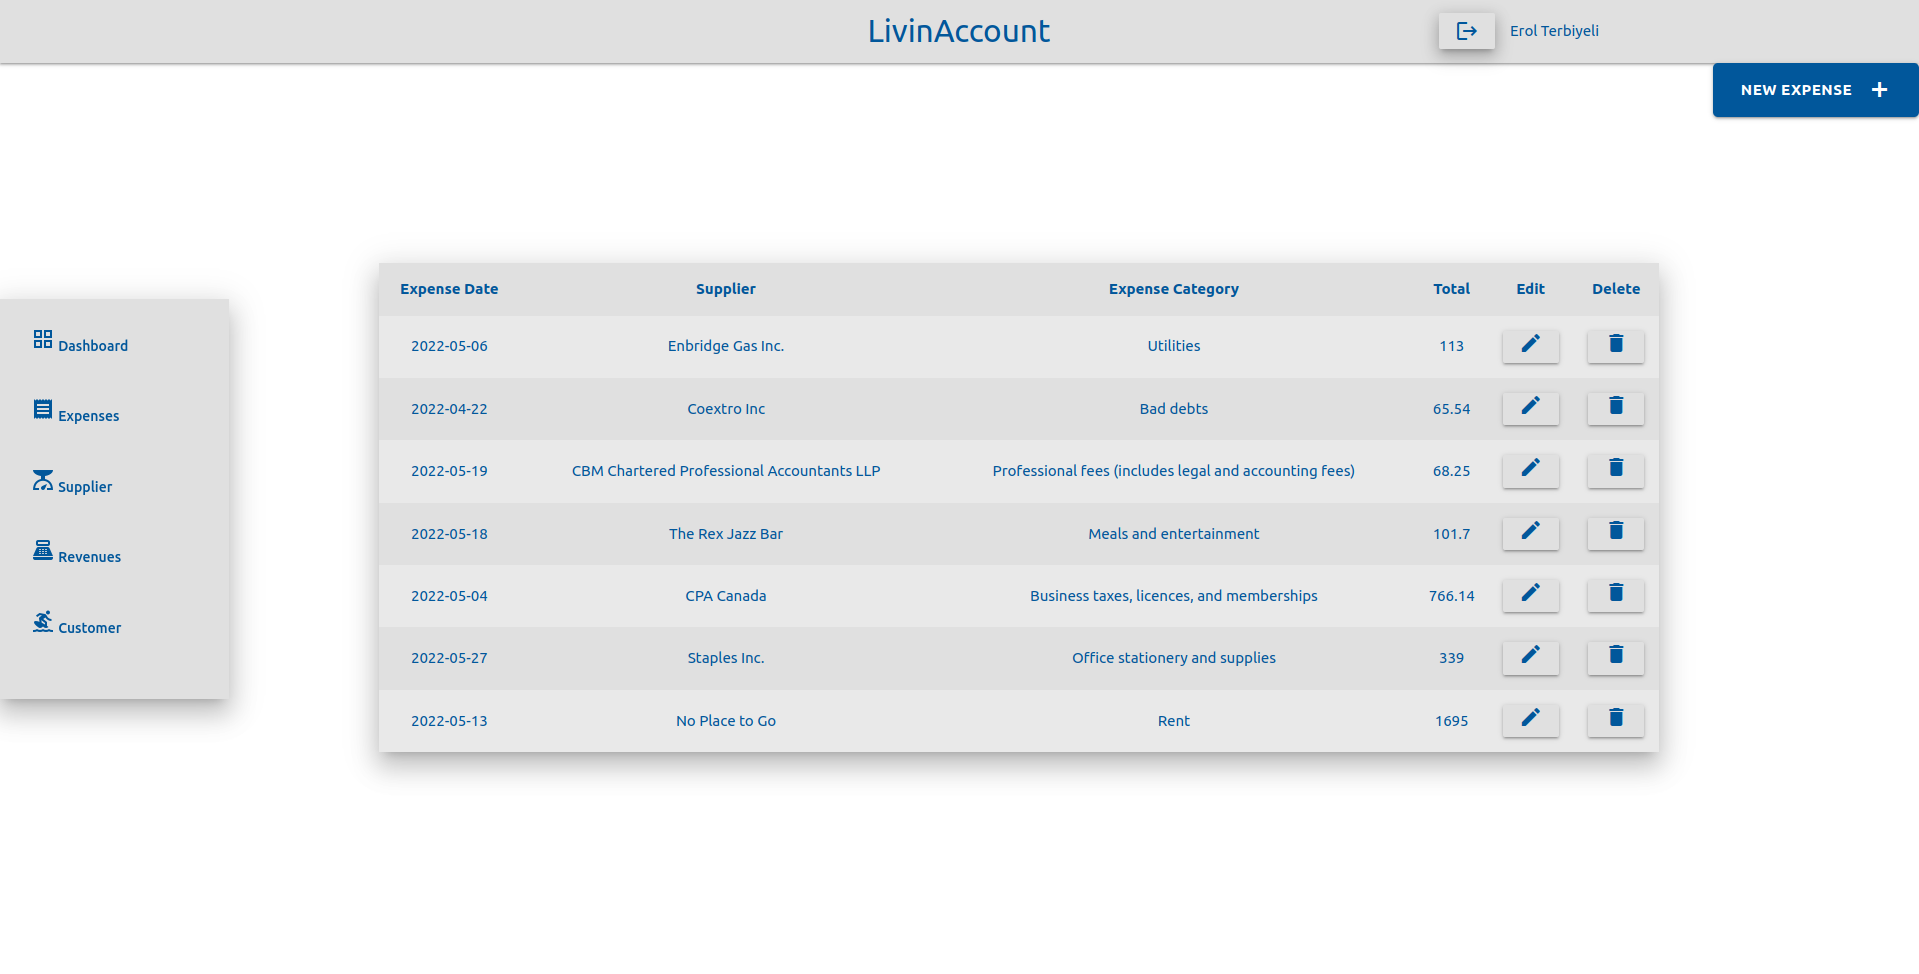 LivinAccount
Erol Terbiyeli
NEW EXPENSE
Dashboard
Expenses
Supplier
Revenues
Customer
Expense Date Supplier Expense Category Total Edit Delete
2022-05-06 Enbridge Gas Inc. Utilities 113
2022-04-22 Coextro Inc Bad debts 65.54
2022-05-19 CBM Chartered Professional Accountants LLP Professional fees (includes legal and accounting fees) 68.25
2022-05-18 The Rex Jazz Bar Meals and entertainment 101.7
2022-05-04 CPA Canada Business taxes, licences, and memberships 766.14
2022-05-27 Staples Inc. Office stationery and supplies 339
2022-05-13 No Place to Go Rent 1695